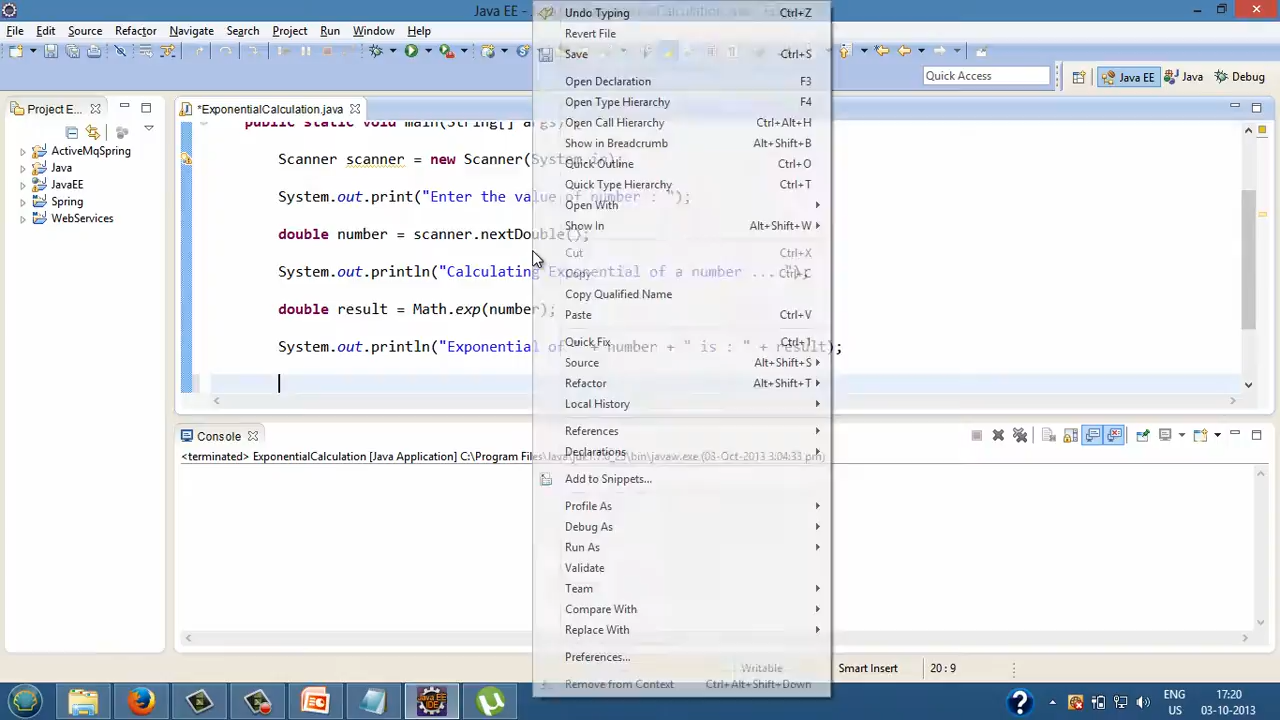 Java EE -
Undo Typing Ctrl+Z
File Edit Source Refactor Navigate Search Project Run Window Help
Revert File
Save Ctrl+S
Quick Access
Java EE Java Debug
Open Declaration F3
Open Type Hierarchy F4
Open Call Hierarchy Ctrl+Alt+H
Show in Breadcrumb Alt+Shift+B
Quick Outline Ctrl+O
Quick Type Hierarchy Ctrl+T
Open With
Show In Alt+Shift+W
Cut Ctrl+X
Copy Ctrl+C
Copy Qualified Name
Paste Ctrl+V
Quick Fix Ctrl+1
Source Alt+Shift+S
Refactor Alt+Shift+T
Local History
References
Declarations
Add to Snippets...
Profile As
Debug As
Run As
Validate
Team
Compare With
Replace With
Preferences...
Remove from Context Ctrl+Alt+Shift+Down
Project E...
ActiveMqSpring
Java
JavaEE
Spring
WebServices
*ExponentialCalculation.java
public static void main(String[] args) {
Scanner scanner = new Scanner(System.in);
System.out.print("Enter the value of number : ");
double number = scanner.nextDouble();
System.out.println("Calculating Exponential of a number ... ");
double result = Math.exp(number);
System.out.println("Exponential of " + number + " is : " + result);
Console
<terminated> ExponentialCalculation [Java Application] C:\Program Files\Java\jdk1.7.0_25\bin\javaw.exe (03-Oct-2013 3:04:33 pm)
Writable Smart Insert 20 : 9
ENG 17:20
US 03-10-2013